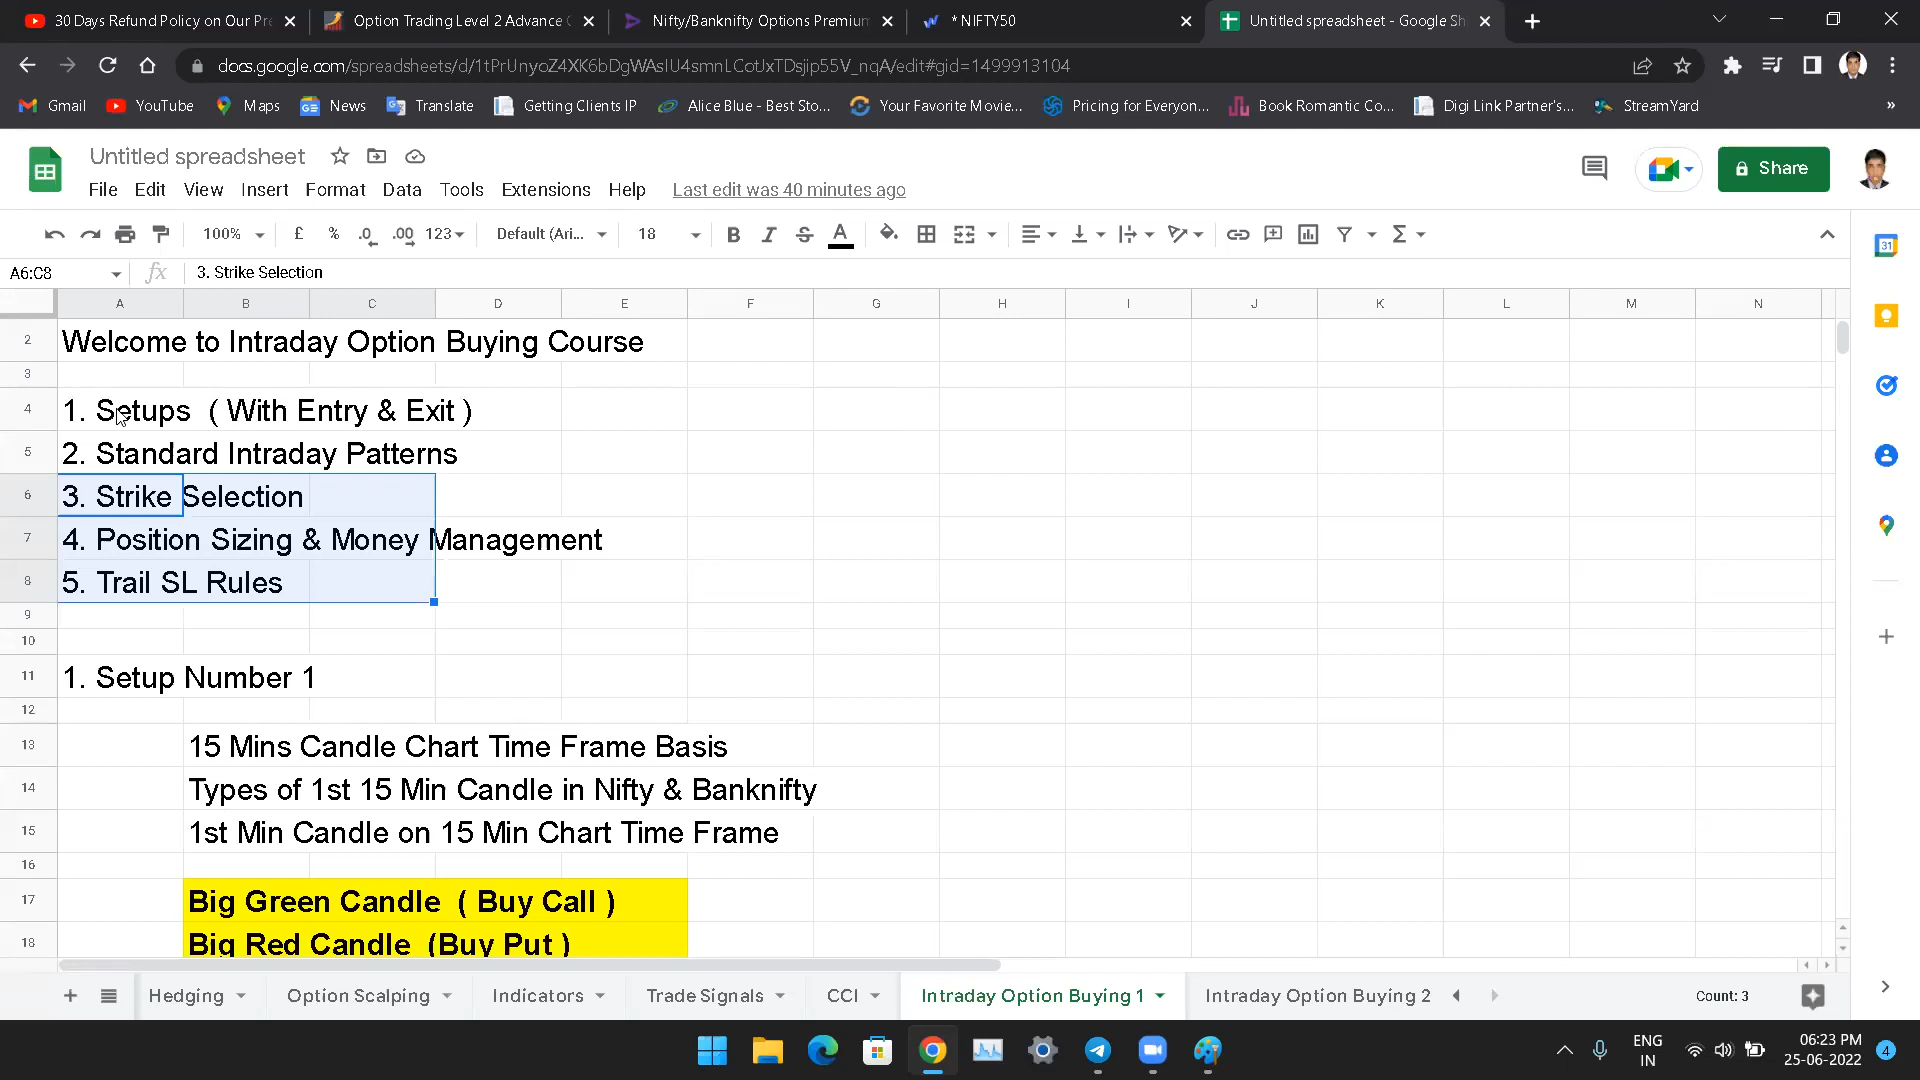 30 Days Refund Policy on Our Pre
Option Trading Level 2 Advance C
Nifty/Banknifty Options Premium
* NIFTY50
Untitled spreadsheet - Google Sh
docs.google.com/spreadsheets/d/1tPrUnyoZ4XK6bDgWAsIU4smnLCotJxTDsjip55V_nqA/edit#gid=1499913104
Gmail
YouTube
Maps
News
Translate
Getting Clients IP
Alice Blue - Best Sto...
Your Favorite Movie...
Pricing for Everyon...
Book Romantic Co...
Digi Link Partner's...
StreamYard
»
Untitled spreadsheet
Share
File Edit View Insert Format Data Tools Extensions Help Last edit was 40 minutes ago
100% £ % .0 .00 123 Default (Ari... 18 B I S A Σ
31
A6:C8 fx 3. Strike Selection
A B C D E F G H I J K L M N
2 Welcome to Intraday Option Buying Course
3
4 1. Setups ( With Entry & Exit )
5 2. Standard Intraday Patterns
6 3. Strike Selection
7 4. Position Sizing & Money Management
8 5. Trail SL Rules
9
10
11 1. Setup Number 1
12
13 15 Mins Candle Chart Time Frame Basis
14 Types of 1st 15 Min Candle in Nifty & Banknifty
15 1st Min Candle on 15 Min Chart Time Frame
16
17 Big Green Candle ( Buy Call )
18 Big Red Candle (Buy Put )
Hedging Option Scalping Indicators Trade Signals CCI Intraday Option Buying 1 Intraday Option Buying 2 Count: 3
ENG
IN
06:23 PM
25-06-2022
4